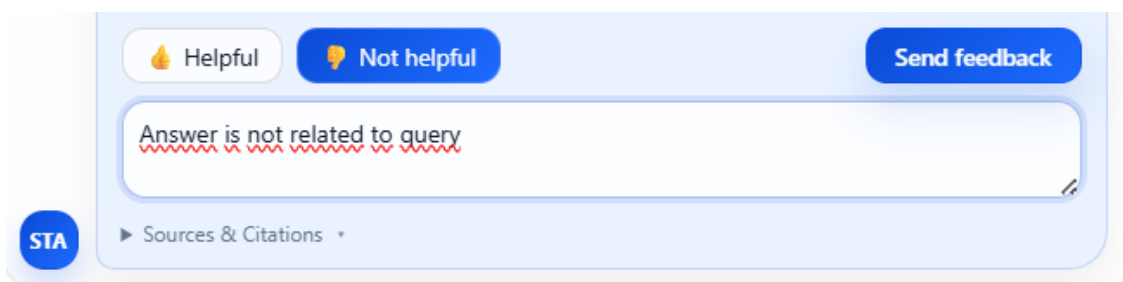 👍 Helpful
👎 Not helpful
Send feedback
Answer is not related to query
STA
▶ Sources & Citations ▾